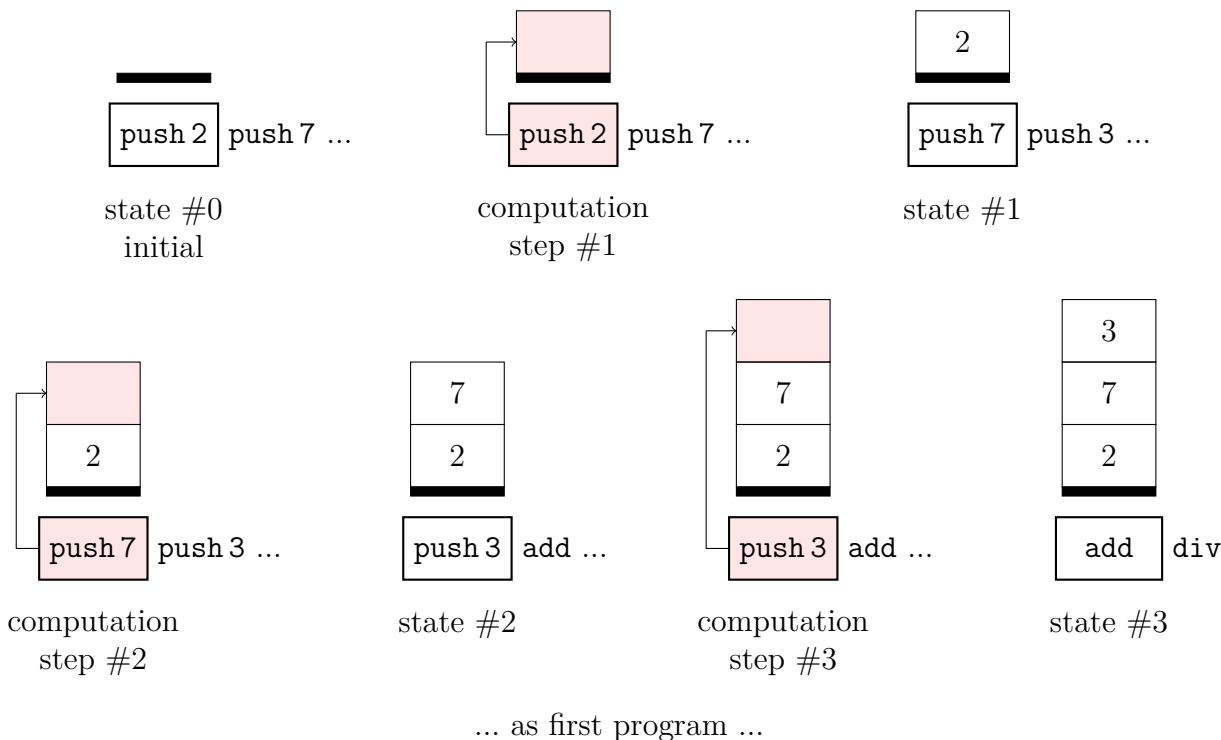 2
push 2 push 7 ...
push 2 push 7 ...
push 7 push 3 ...
state #0
initial
computation
step #1
state #1
2
push 7 push 3 ...
computation
step #2
7
2
push 3 add ...
state #2
7
2
push 3 add ...
computation
step #3
3
7
2
add div
state #3
... as first program ...